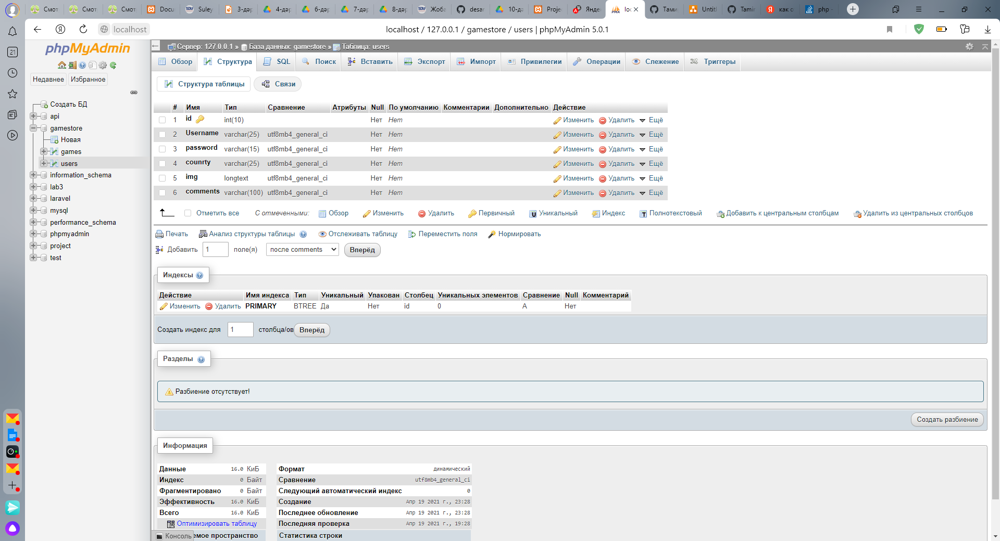 Смот Смот Смот Docu Suley 3-дәр 4-дәр 6-дәр 7-дәр 8-дәр Жоба desar 10-дә Proje Яндекс loc Тами Untitl Tamir как с php -
localhost localhost / 127.0.0.1 / gamestore / users | phpMyAdmin 5.0.1
21
phpMyAdmin
Недавнее Избранное
Создать БД
api
gamestore
Новая
games
users
information_schema
lab3
laravel
mysql
performance_schema
phpmyadmin
project
test
Сервер: 127.0.0.1 » База данных: gamestore » Таблица: users
Обзор Структура SQL Поиск Вставить Экспорт Импорт Привилегии Операции Слежение Триггеры
Структура таблицы Связи
# Имя Тип Сравнение Атрибуты Null По умолчанию Комментарии Дополнительно Действие
1 id int(10) Нет Нет Изменить Удалить Ещё
2 Username varchar(25) utf8mb4_general_ci Нет Нет Изменить Удалить Ещё
3 password varchar(15) utf8mb4_general_ci Нет Нет Изменить Удалить Ещё
4 counrty varchar(25) utf8mb4_general_ci Нет Нет Изменить Удалить Ещё
5 img longtext utf8mb4_general_ci Нет Нет Изменить Удалить Ещё
6 comments varchar(100) utf8mb4_general_ci Нет Нет Изменить Удалить Ещё
Отметить все С отмеченными: Обзор Изменить Удалить Первичный Уникальный Индекс Полнотекстовый Добавить к центральным столбцам Удалить из центральных столбцов
Печать Анализ структуры таблицы Отслеживать таблицу Переместить поля Нормировать
Добавить 1 поле(я) после comments Вперёд
Индексы
Действие Имя индекса Тип Уникальный Упакован Столбец Уникальных элементов Сравнение Null Комментарий
Изменить Удалить PRIMARY BTREE Да Нет id 0 A Нет
Создать индекс для 1 столбца/ов Вперёд
Разделы
Разбиение отсутствует!
Создать разбиение
Информация
Данные 16.0 КиБ Формат динамический
Индекс 0 Байт Сравнение utf8mb4_general_ci
Фрагментировано 0 Байт Следующий автоматический индекс 0
Эффективность 16.0 КиБ Создание Апр 19 2021 г., 23:28
Всего 16.0 КиБ Последнее обновление Апр 19 2021 г., 23:28
Оптимизировать таблицу Последняя проверка Апр 19 2021 г., 19:28
Консоль емое пространство Статистика строки